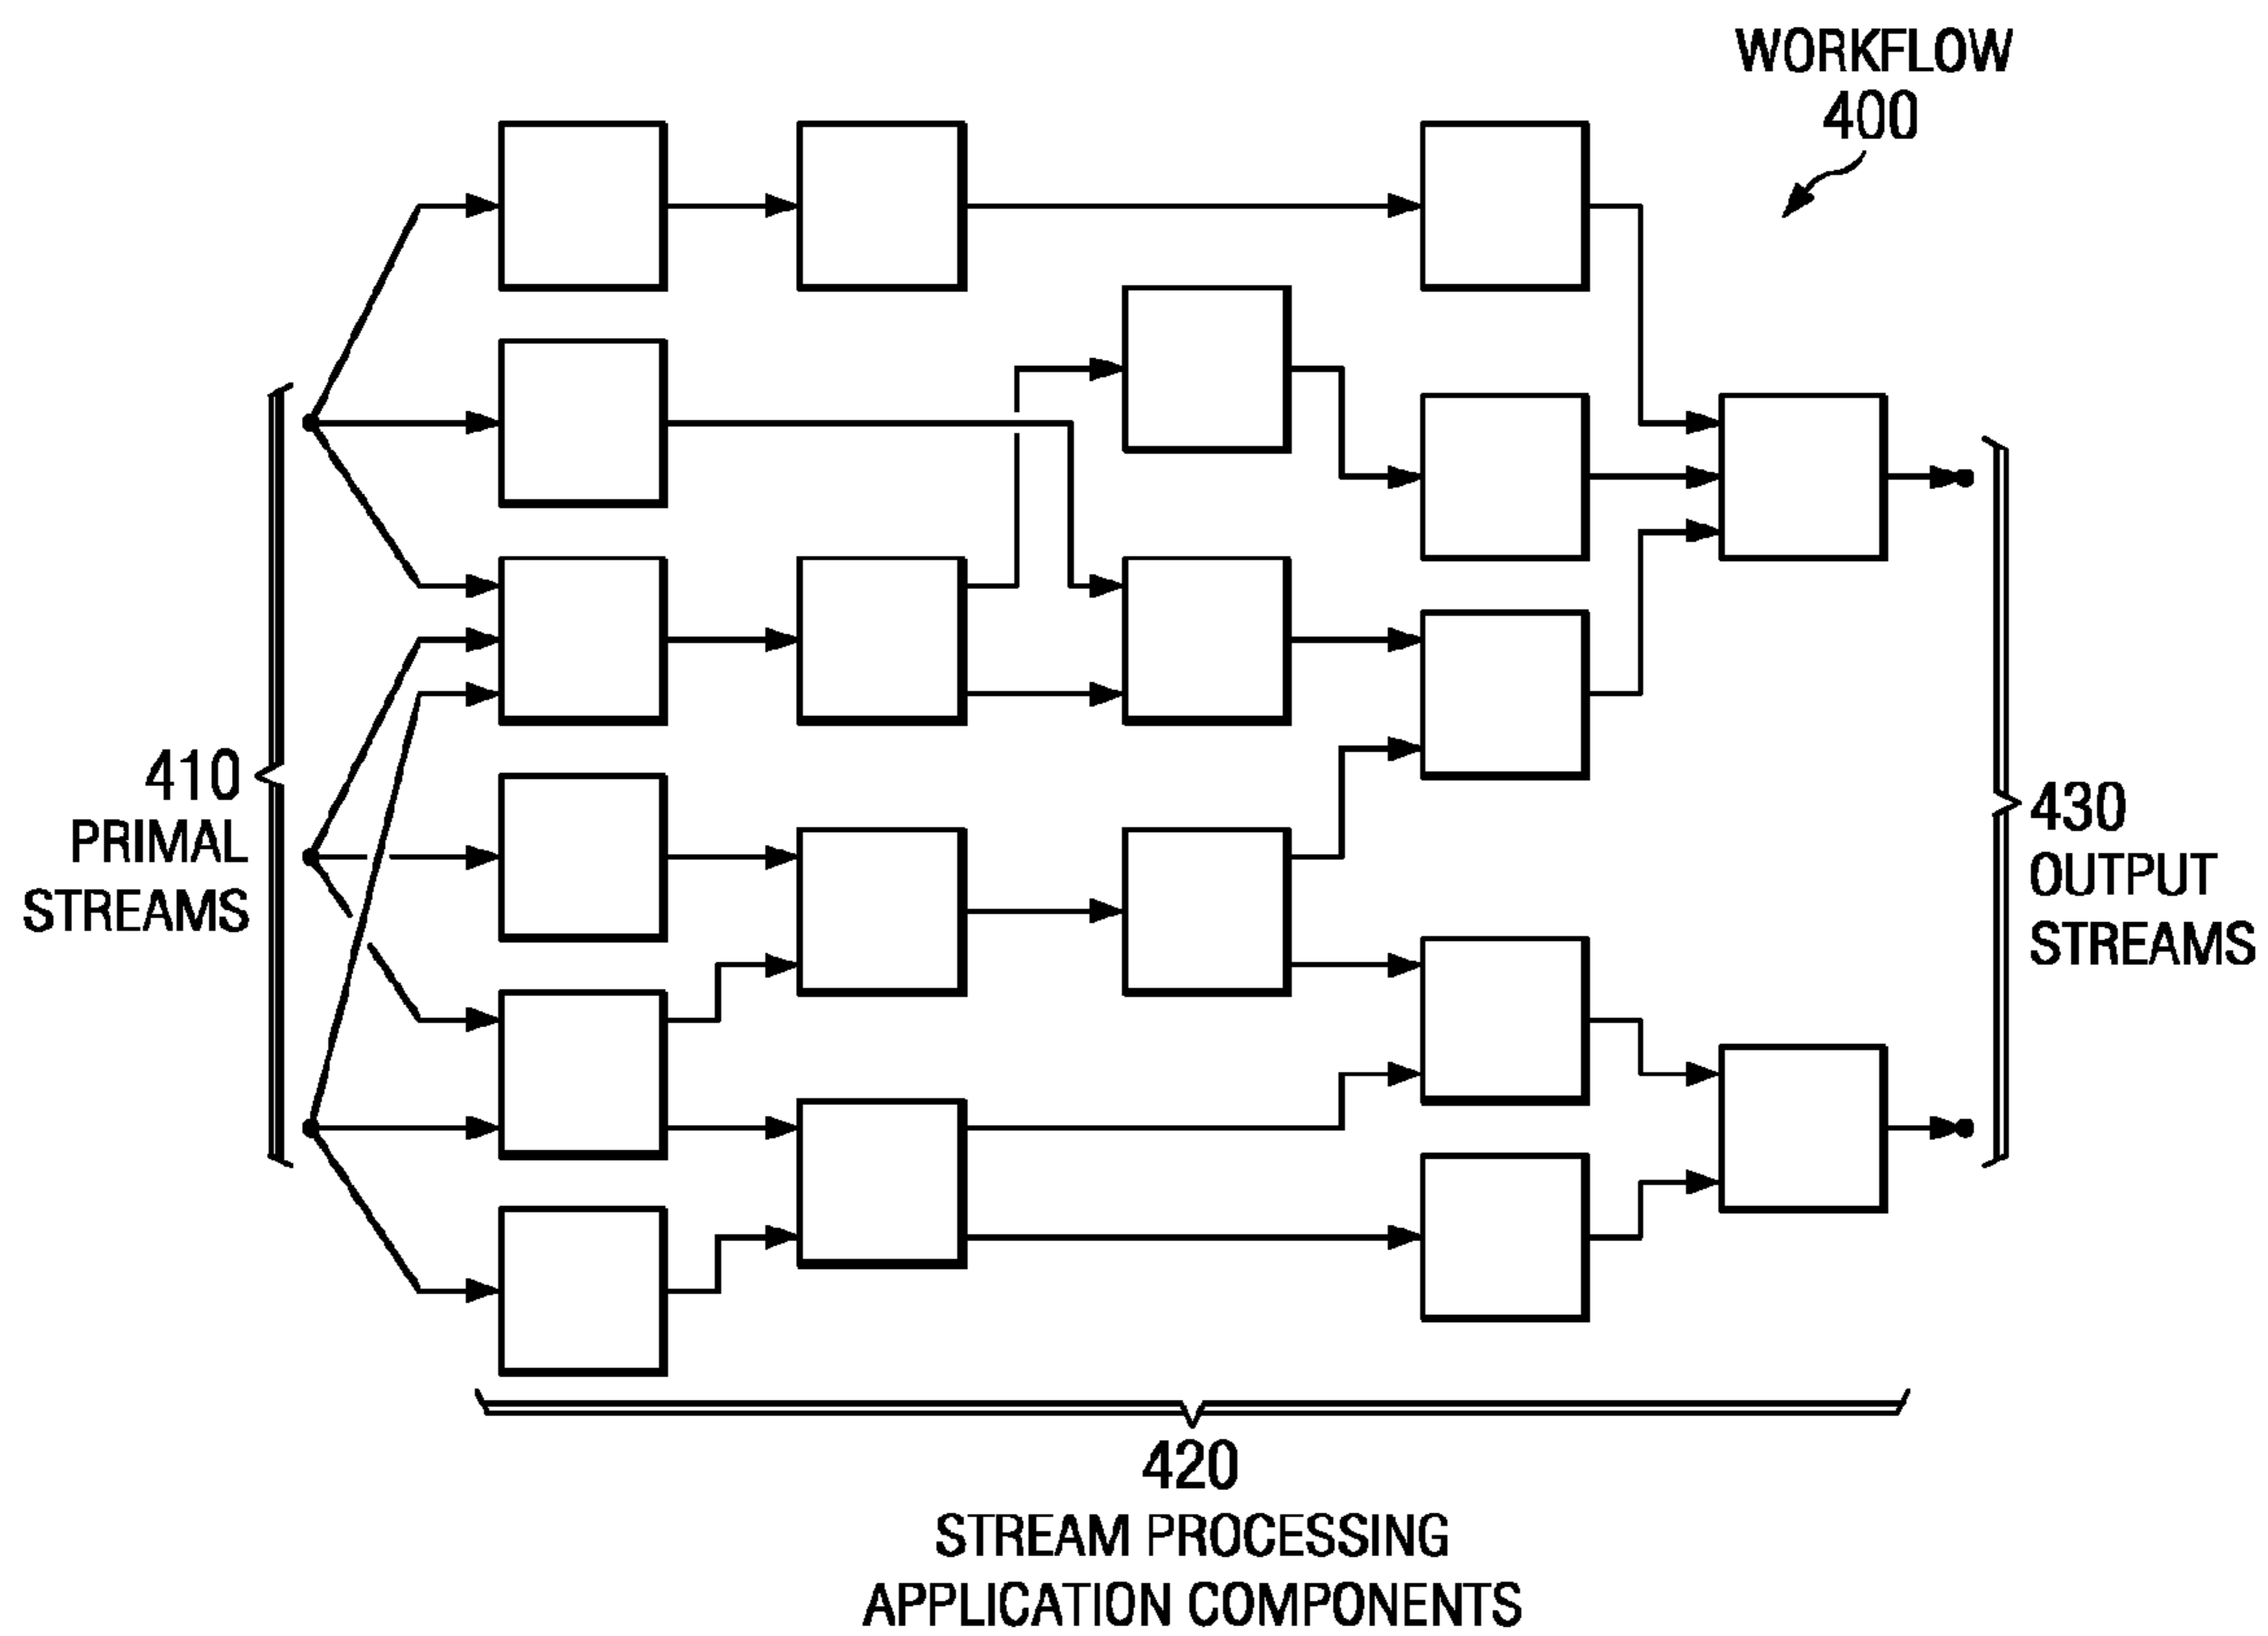 WORKFLOW
400
410
PRIMAL
STREAMS
430
OUTPUT
STREAMS
420
STREAM PROCESSING
APPLICATION COMPONENTS